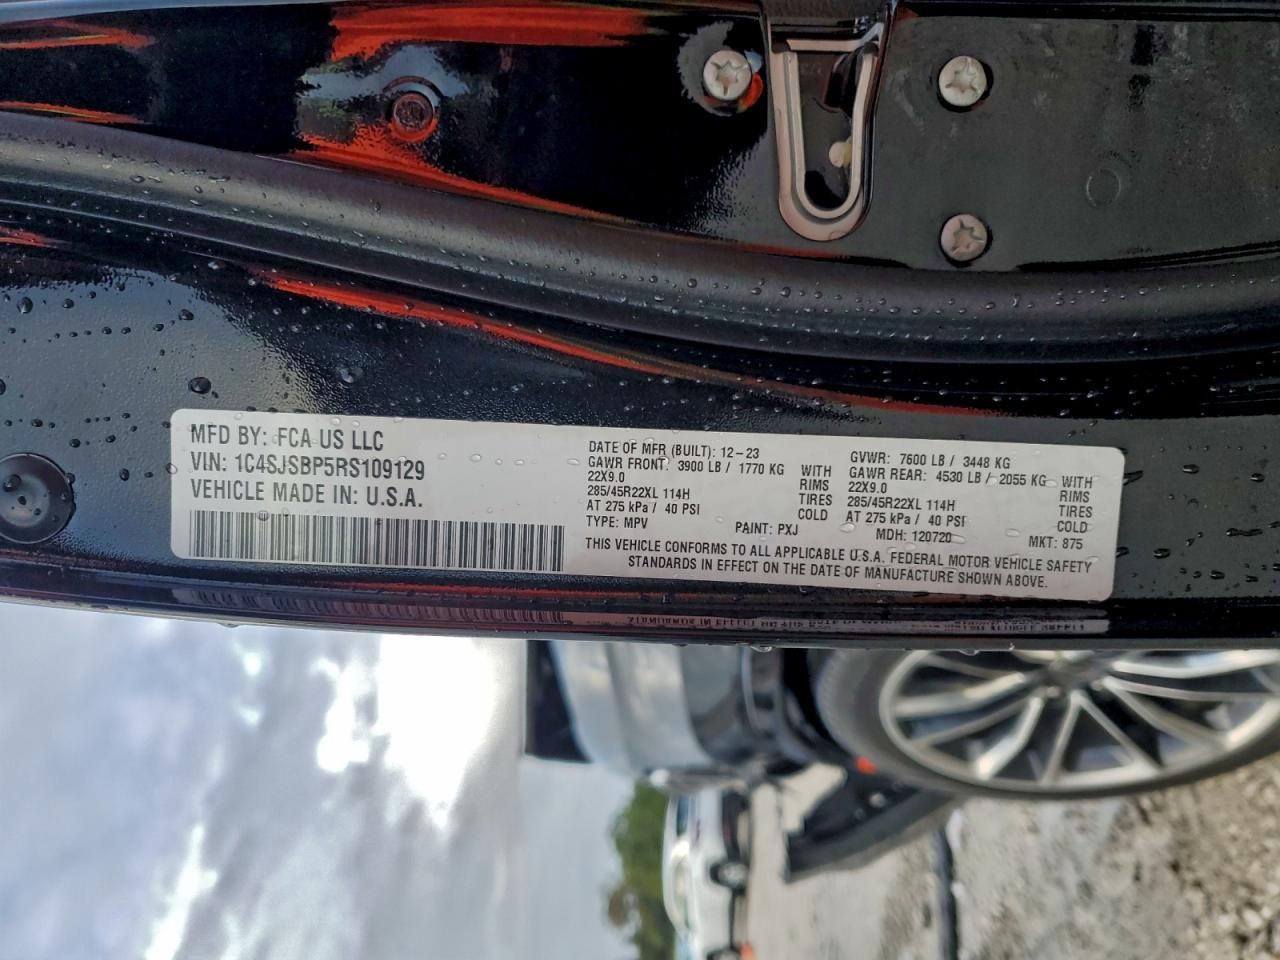 MFD BY: FCA US LLC
VIN: 1C4SJSBP5RS109129
VEHICLE MADE IN: U.S.A.
DATE OF MFR (BUILT): 12-23
GAWR FRONT: 3900 LB / 1770 KG WITH
22X9.0 RIMS
285/45R22XL 114H TIRES
AT 275 kPa / 40 PSI COLD
TYPE: MPV PAINT: PXJ
GVWR: 7600 LB / 3448 KG
GAWR REAR: 4530 LB / 2055 KG WITH
22X9.0 RIMS
285/45R22XL 114H TIRES
AT 275 kPa / 40 PSI COLD
MDH: 120720 MKT: 875
THIS VEHICLE CONFORMS TO ALL APPLICABLE U.S.A. FEDERAL MOTOR VEHICLE SAFETY
STANDARDS IN EFFECT ON THE DATE OF MANUFACTURE SHOWN ABOVE.